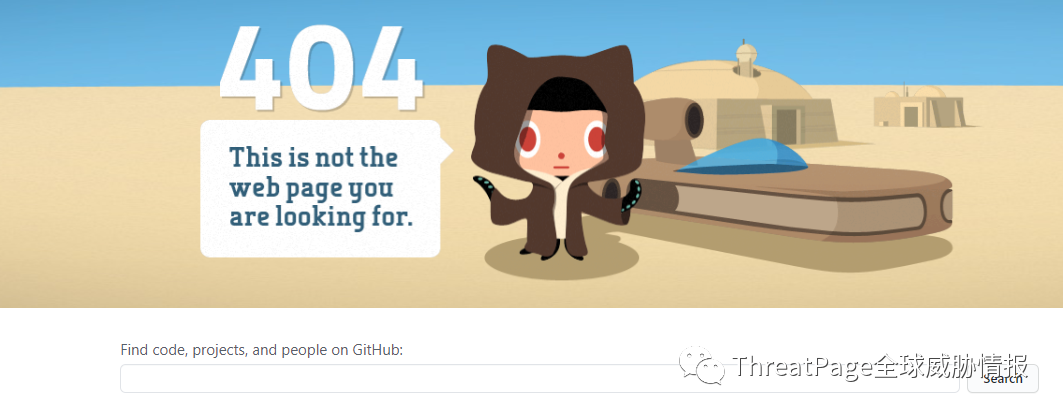 404
This is not the
web page you
are looking for.
Find code, projects, and people on GitHub:
ThreatPage全球威胁情报
Search